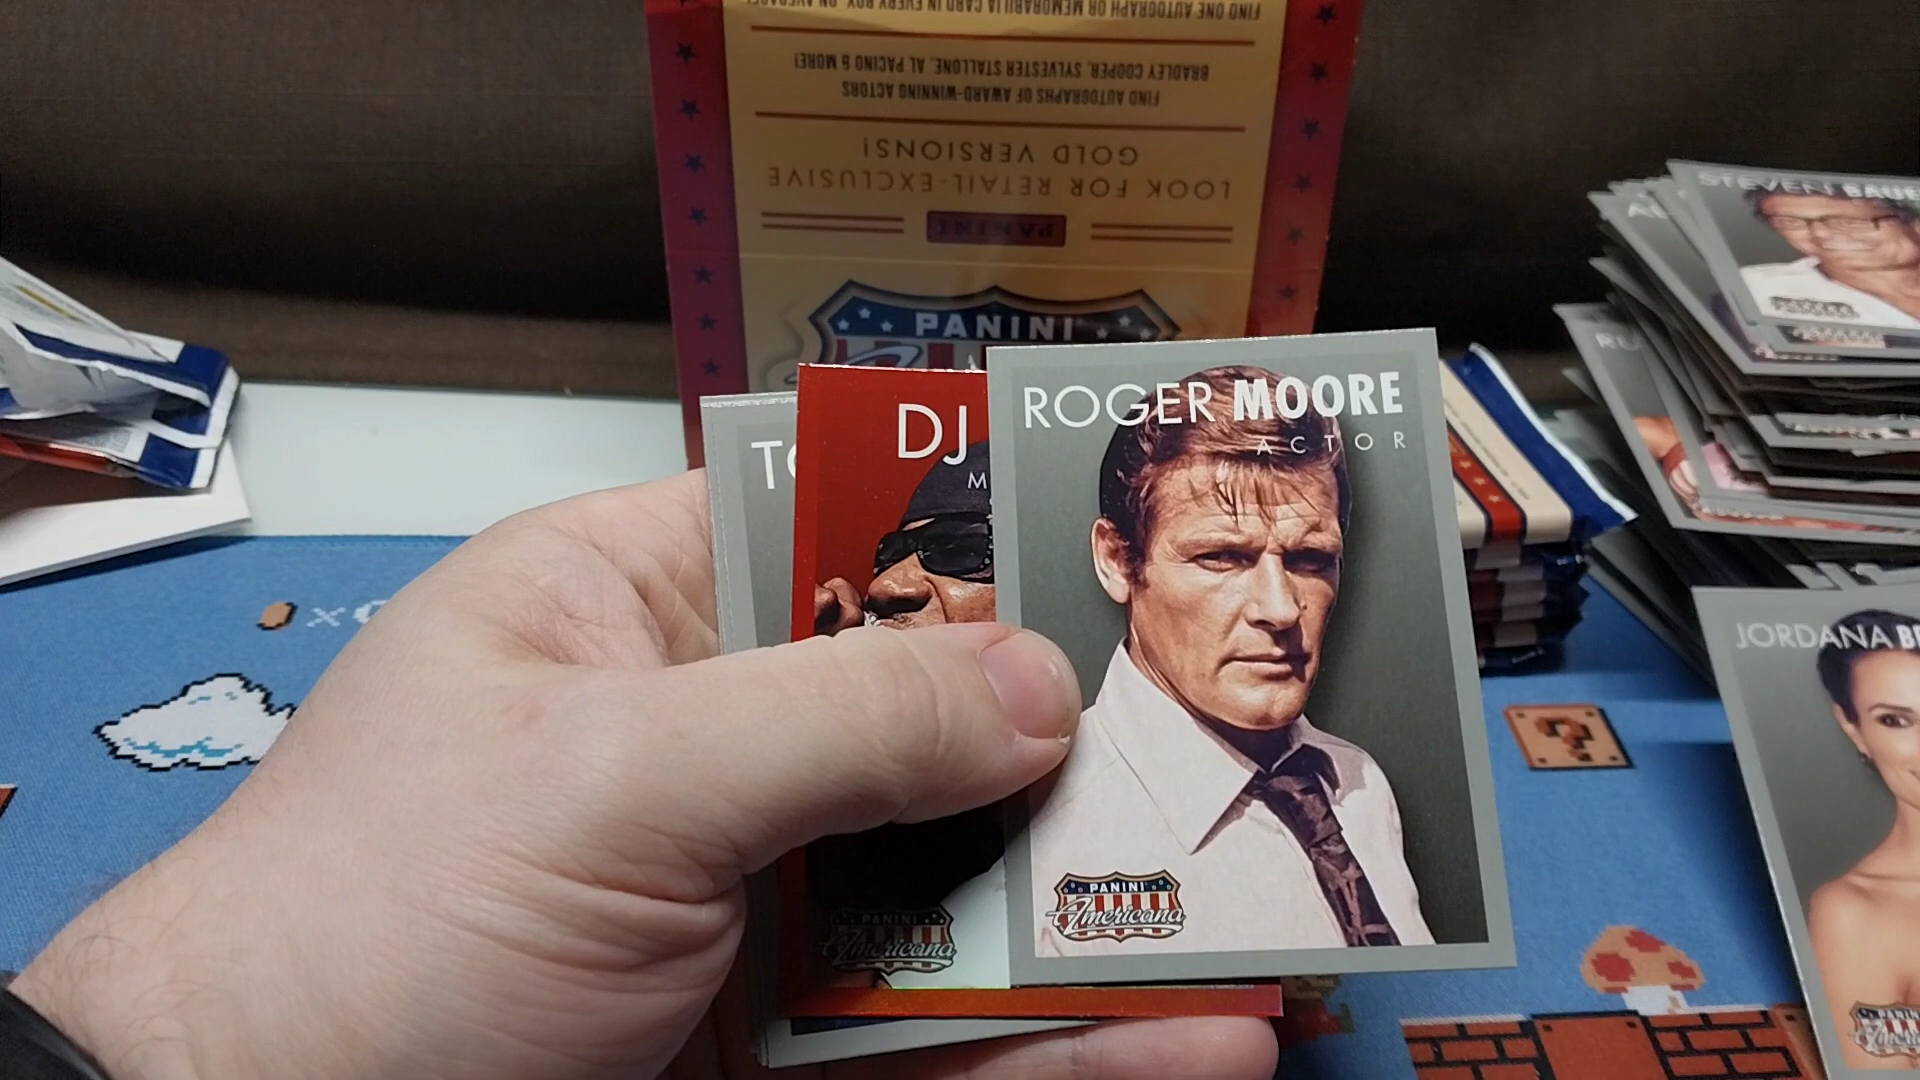 FIND ONE AUTOGRAPH OR MEMORABILIA CARD IN EVERY BOX, ON AVERAGE!
BRADLEY COOPER, SYLVESTER STALLONE, AL PACINO & MORE!
FIND AUTOGRAPHS OF AWARD-WINNING ACTORS
GOLD VERSIONS!
LOOK FOR RETAIL-EXCLUSIVE
PANINI
PANINI
STEVEN BAUE
ROGER MOORE
ACTOR
PANINI
Americana
DJ
M
PANINI
Americana
TO
x
JORDANA B
PANINI